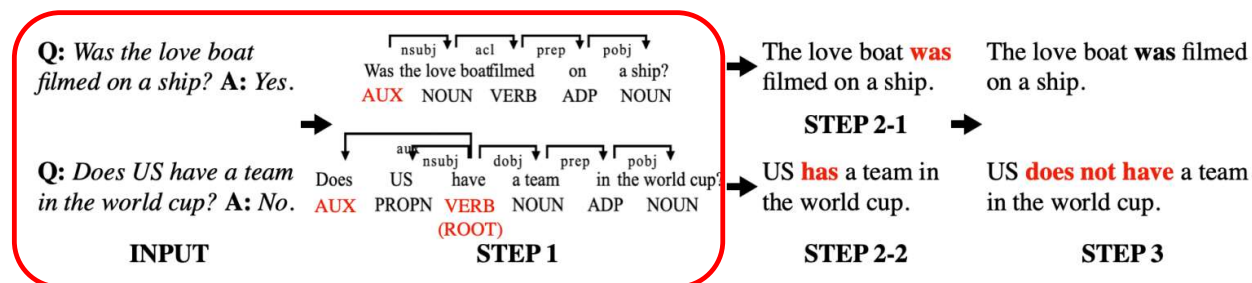 Q: Was the love boat
filmed on a ship? A: Yes.
nsubj acl prep pobj
Was the love boatfilmed on a ship?
AUX NOUN VERB ADP NOUN
The love boat was
filmed on a ship.
STEP 2-1
The love boat was filmed
on a ship.
Q: Does US have a team
in the world cup? A: No.
aux
nsubj dobj prep pobj
Does US have a team in the world cup?
AUX PROPN VERB NOUN ADP NOUN
(ROOT)
US has a team in
the world cup.
US does not have a team
in the world cup.
INPUT STEP 1 STEP 2-2 STEP 3